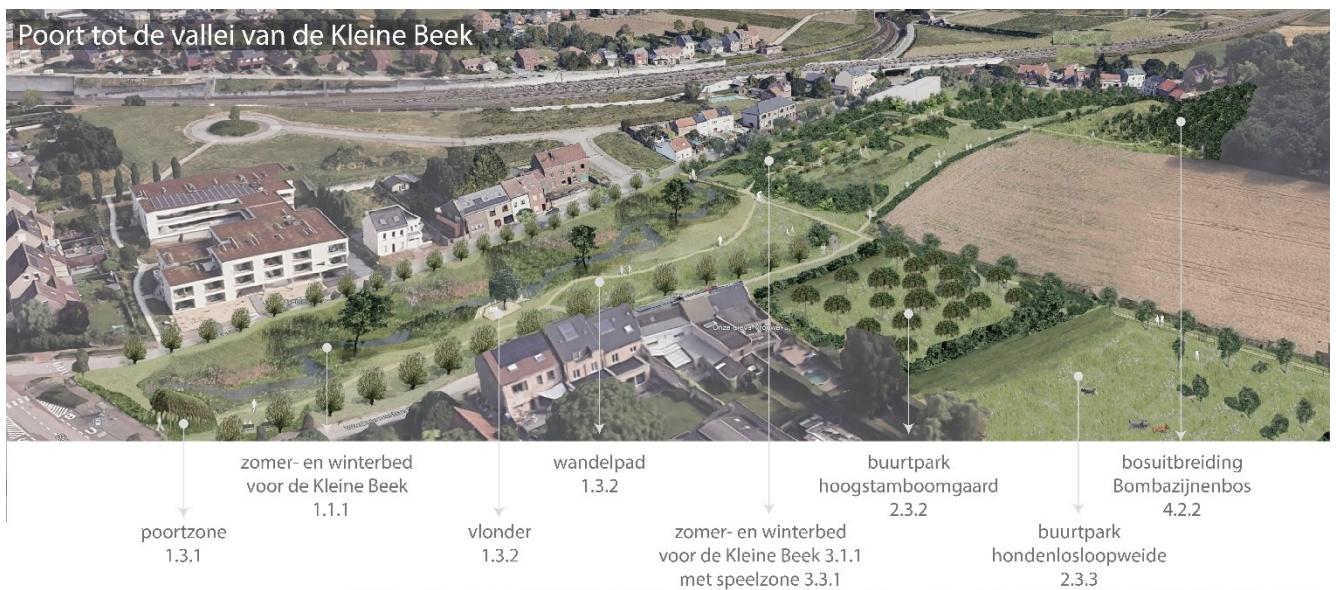 Poort tot de vallei van de Kleine Beek
zomer- en winterbed
voor de Kleine Beek
1.1.1
wandelpad
1.3.2
buurtpark
hoogstamboomgaard
2.3.2
bosuitbreiding
Bombazijnenbos
4.2.2
poortzone
1.3.1
vlonder
1.3.2
zomer- en winterbed
voor de Kleine Beek 3.1.1
met speelzone 3.3.1
buurtpark
hondenlosloopweide
2.3.3